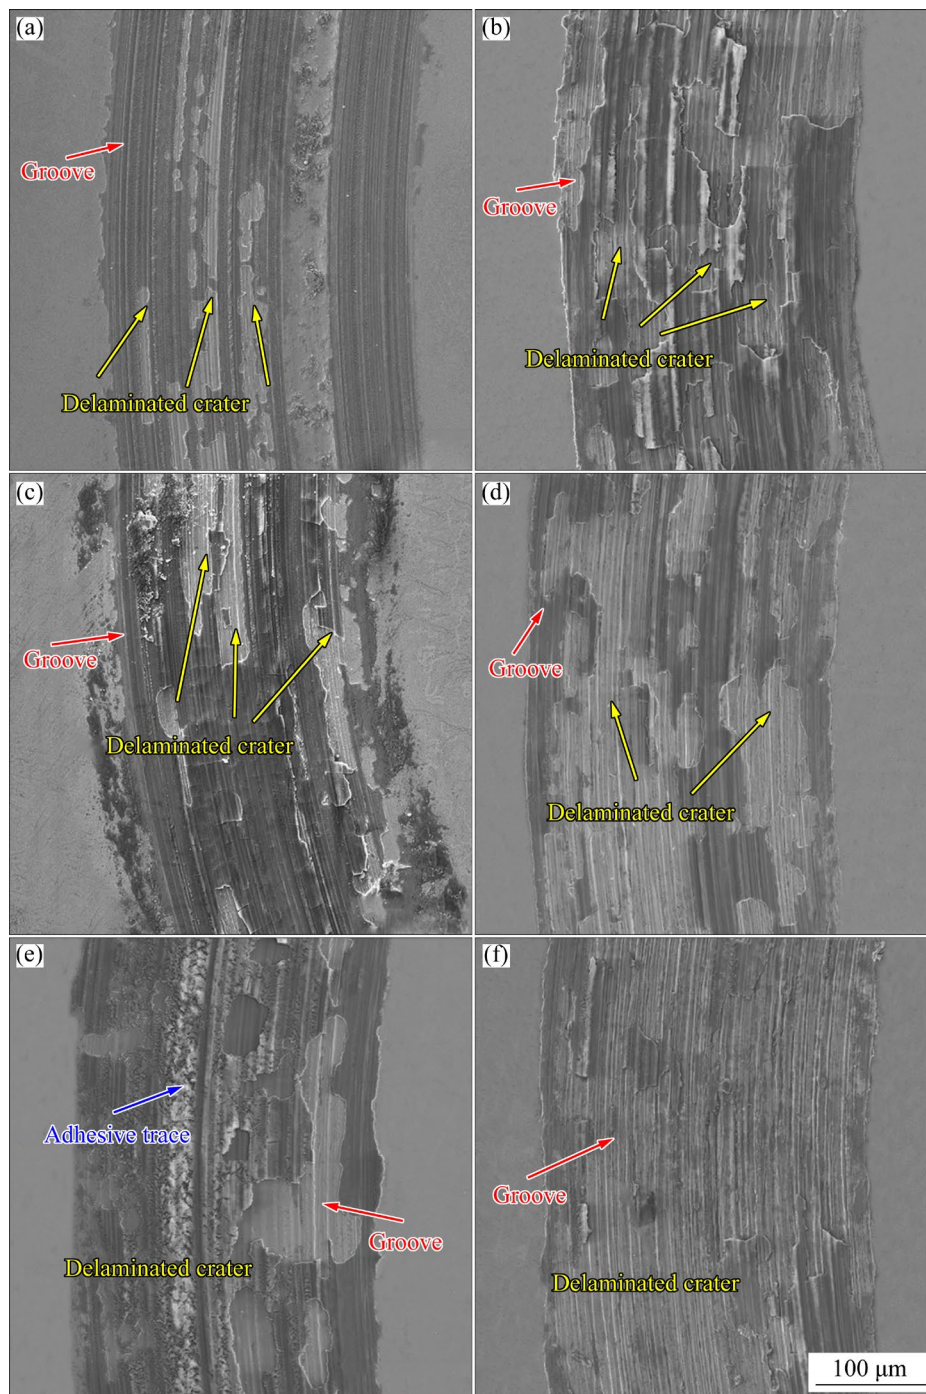 (a)
Groove
Delaminated crater
(b)
Groove
Delaminated crater
(c)
Groove
Delaminated crater
(d)
Groove
Delaminated crater
(e)
Adhesive trace
Groove
Delaminated crater
(f)
Groove
Delaminated crater
100 μm